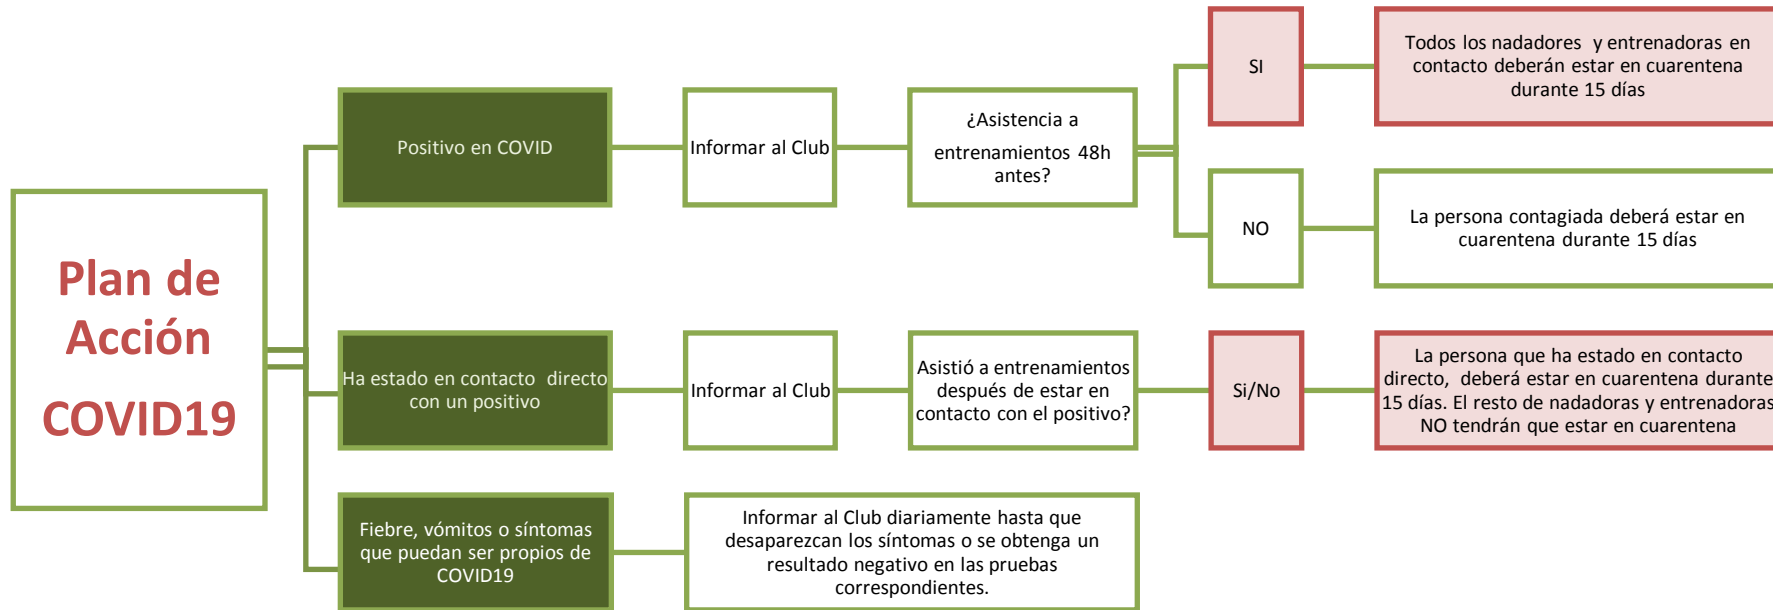 Plan de
Acción
COVID19
Positivo en COVID
Informar al Club
¿Asistencia a
entrenamientos 48h
antes?
SI
Todos los nadadores y entrenadoras en
contacto deberán estar en cuarentena
durante 15 días
NO
La persona contagiada deberá estar en
cuarentena durante 15 días
Ha estado en contacto directo
con un positivo
Informar al Club
Asistió a entrenamientos
después de estar en
contacto con el positivo?
Si/No
La persona que ha estado en contacto
directo, deberá estar en cuarentena durante
15 días. El resto de nadadoras y entrenadoras
NO tendrán que estar en cuarentena
Fiebre, vómitos o síntomas
que puedan ser propios de
COVID19
Informar al Club diariamente hasta que
desaparezcan los síntomas o se obtenga un
resultado negativo en las pruebas
correspondientes.